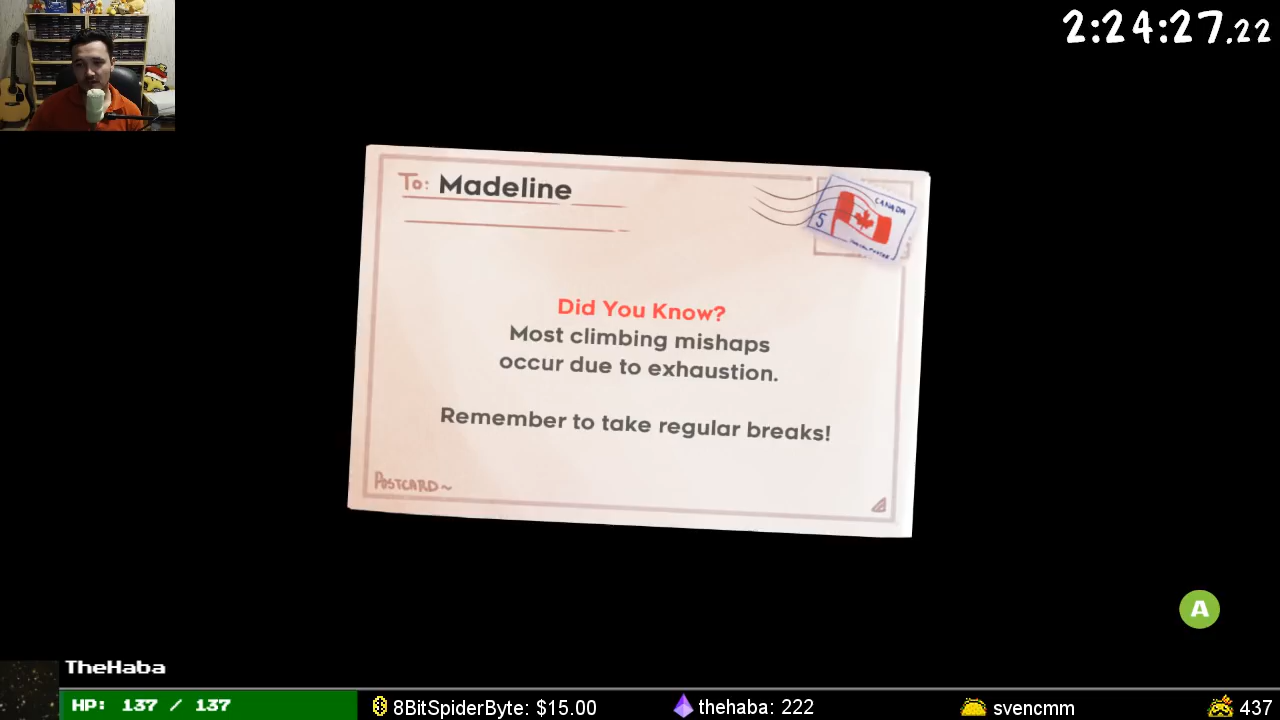 2:24:27.22
To: Madeline
CANADA
5
Did You Know?
Most climbing mishaps
occur due to exhaustion.
Remember to take regular breaks!
POSTCARD~
A
TheHaba
HP: 137 / 137
8BitSpiderByte: $15.00
thehaba: 222
svencmm
437